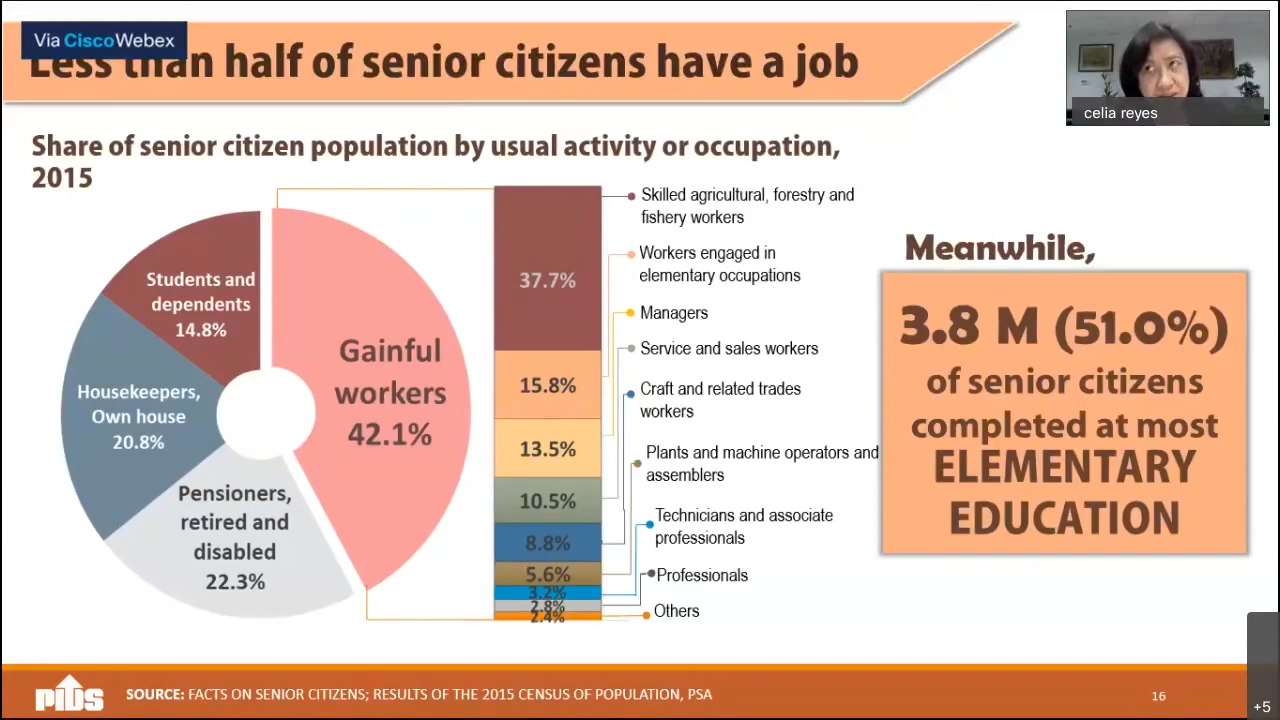 Via CiscoWebex
Less than half of senior citizens have a job
celia reyes
Share of senior citizen population by usual activity or occupation,
2015
Students and
dependents
14.8%
Housekeepers,
Own house
20.8%
Pensioners,
retired and
disabled
22.3%
Gainful
workers
42.1%
37.7%
15.8%
13.5%
10.5%
8.8%
5.6%
3.2%
2.8%
2.4%
Skilled agricultural, forestry and
fishery workers
Workers engaged in
elementary occupations
Managers
Service and sales workers
Craft and related trades
workers
Plants and machine operators and
assemblers
Technicians and associate
professionals
Professionals
Others
Meanwhile,
3.8 M (51.0%)
of senior citizens
completed at most
ELEMENTARY
EDUCATION
pids
SOURCE: FACTS ON SENIOR CITIZENS; RESULTS OF THE 2015 CENSUS OF POPULATION, PSA
16
+5